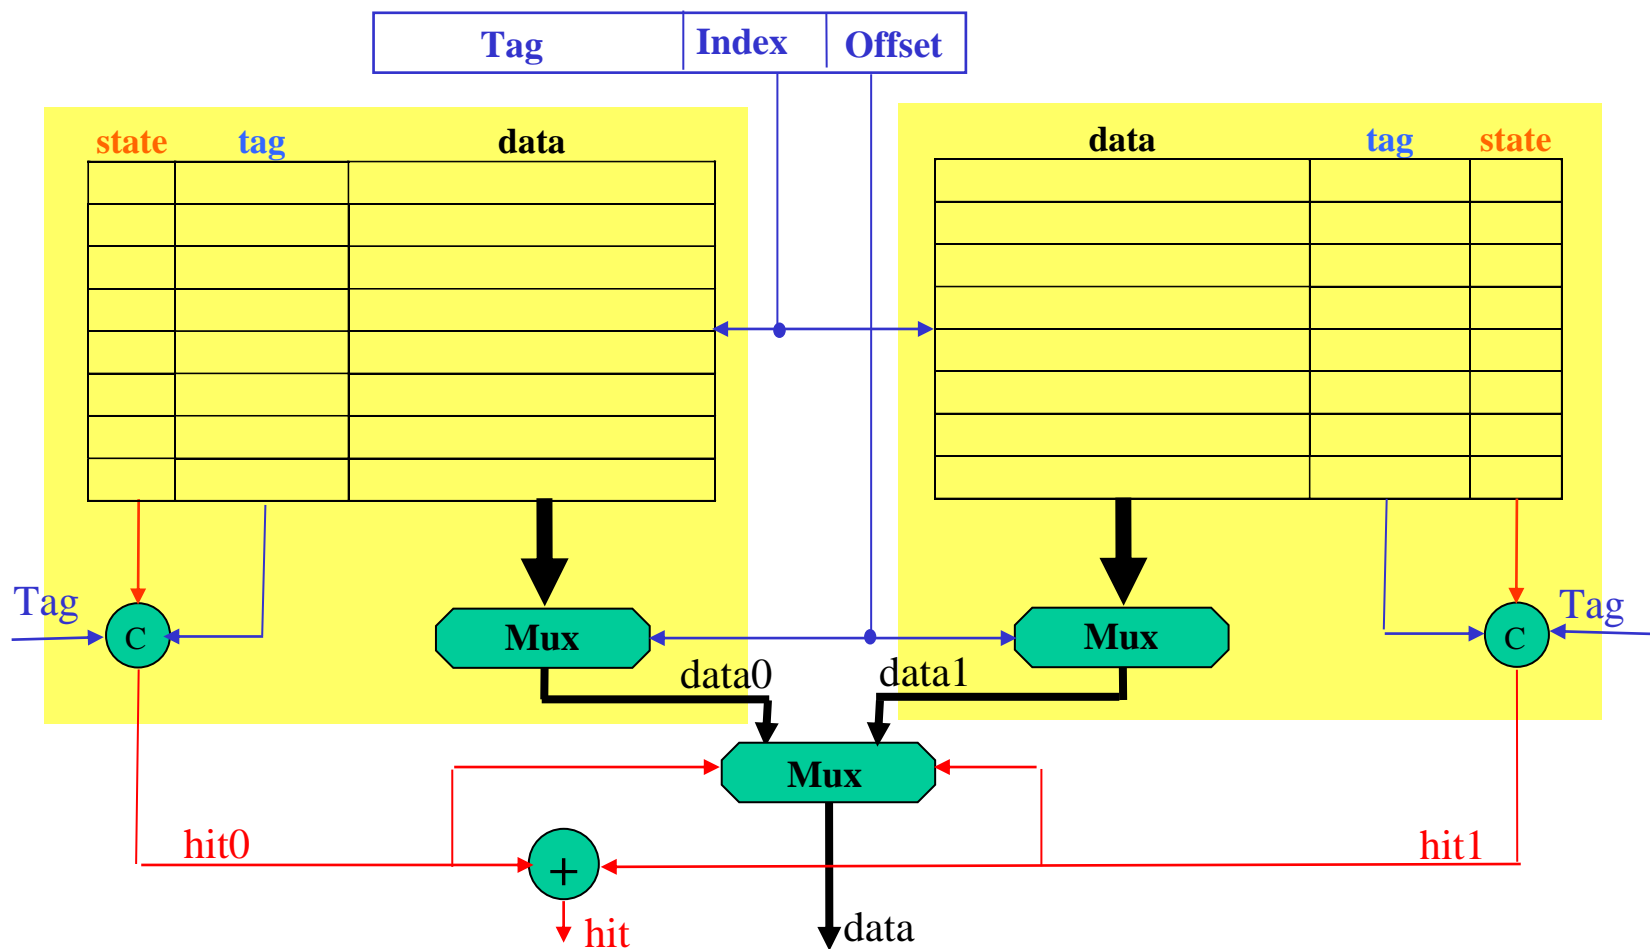 Tag Index Offset
state tag data
data tag state
Tag
C
Mux
Mux
C
Tag
data0
data1
Mux
hit0
+
hit1
hit
data